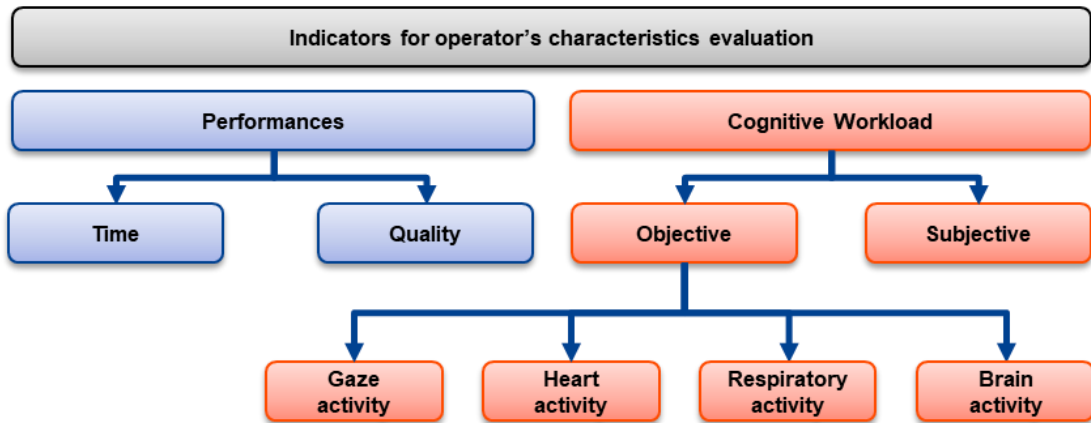 Indicators for operator's characteristics evaluation
Performances
Cognitive Workload
Time
Quality
Objective
Subjective
Gaze
activity
Heart
activity
Respiratory
activity
Brain
activity